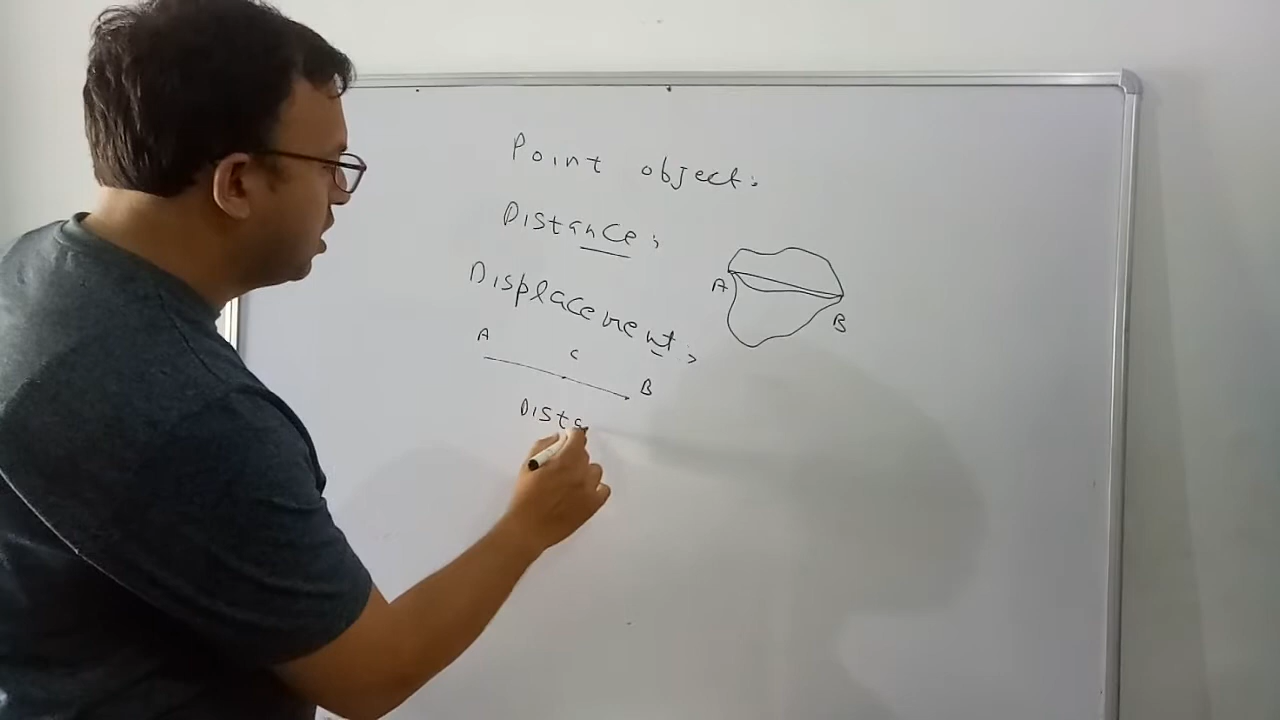 Point object:
Distance;
Displacement;
A B
A C B
Dista